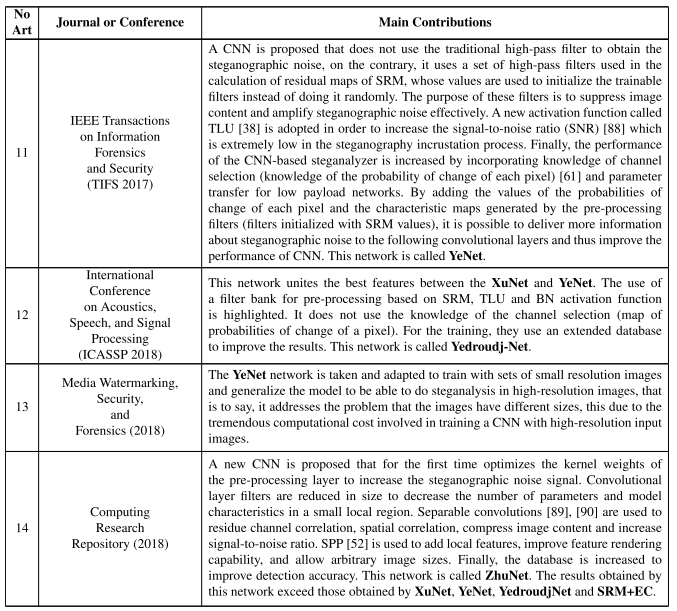 No
Art
Journal or Conference
Main Contributions
11
IEEE Transactions
on Information
Forensics
and Security
(TIFS 2017)
A CNN is proposed that does not use the traditional high-pass filter to obtain the
steganographic noise, on the contrary, it uses a set of high-pass filters used in the
calculation of residual maps of SRM, whose values are used to initialize the trainable
filters instead of doing it randomly. The purpose of these filters is to suppress image
content and amplify steganographic noise effectively. A new activation function called
TLU [38] is adopted in order to increase the signal-to-noise ratio (SNR) [88] which
is extremely low in the steganography incrustation process. Finally, the performance
of the CNN-based steganalyzer is increased by incorporating knowledge of channel
selection (knowledge of the probability of change of each pixel) [61] and parameter
transfer for low payload networks. By adding the values of the probabilities of
change of each pixel and the characteristic maps generated by the pre-processing
filters (filters initialized with SRM values), it is possible to deliver more information
about steganographic noise to the following convolutional layers and thus improve the
performance of CNN. This network is called YeNet.
12
International
Conference
on Acoustics,
Speech, and Signal
Processing
(ICASSP 2018)
This network unites the best features between the XuNet and YeNet. The use of
a filter bank for pre-processing based on SRM, TLU and BN activation function
is highlighted. It does not use the knowledge of the channel selection (map of
probabilities of change of a pixel). For the training, they use an extended database
to improve the results. This network is called Yedroudj-Net.
13
Media Watermarking,
Security,
and
Forensics (2018)
The YeNet network is taken and adapted to train with sets of small resolution images
and generalize the model to be able to do steganalysis in high-resolution images, that
is to say, it addresses the problem that the images have different sizes, this due to the
tremendous computational cost involved in training a CNN with high-resolution input
images.
14
Computing
Research
Repository (2018)
A new CNN is proposed that for the first time optimizes the kernel weights of
the pre-processing layer to increase the steganographic noise signal. Convolutional
layer filters are reduced in size to decrease the number of parameters and model
characteristics in a small local region. Separable convolutions [89], [90] are used to
residue channel correlation, spatial correlation, compress image content and increase
signal-to-noise ratio. SPP [52] is used to add local features, improve feature rendering
capability, and allow arbitrary image sizes. Finally, the database is increased to
improve detection accuracy. This network is called ZhuNet. The results obtained by
this network exceed those obtained by XuNet, YeNet, YedroudjNet and SRM+EC.